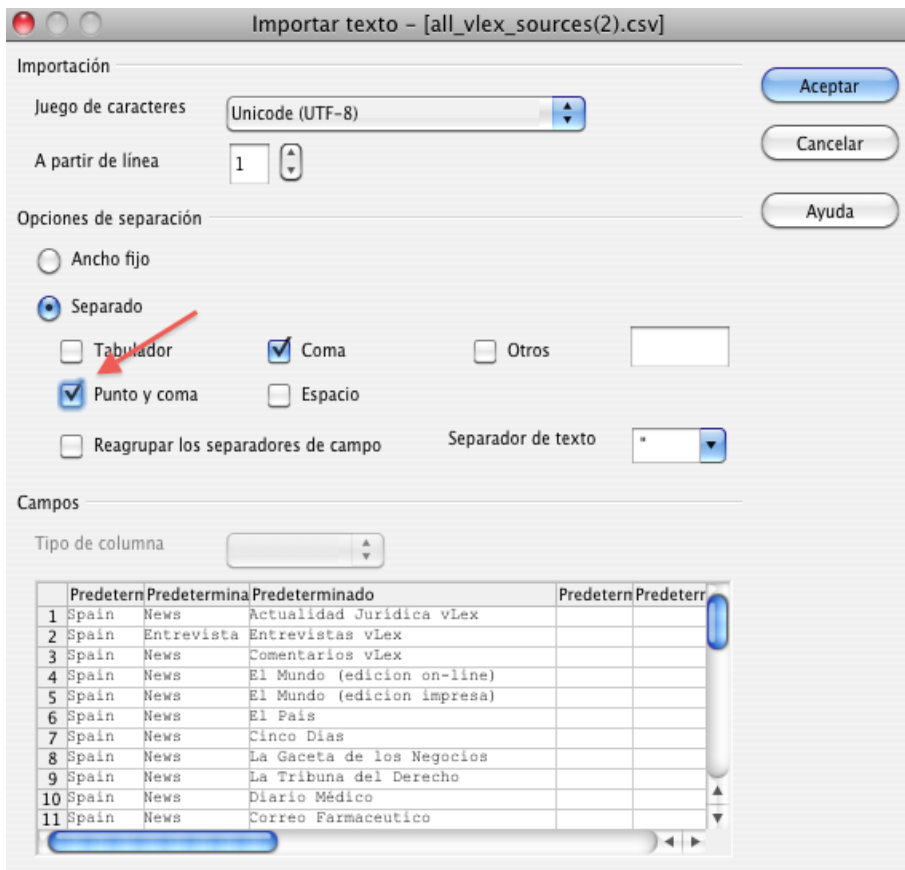 Importar texto – [all_vlex_sources(2).csv]
Importación
Juego de caracteres Unicode (UTF-8)
A partir de línea 1
Aceptar
Cancelar
Ayuda
Opciones de separación
Ancho fijo
Separado
Tabulador Coma Otros
Punto y coma Espacio
Reagrupar los separadores de campo Separador de texto "
Campos
Tipo de columna
Predetern Predetermina Predeterminado Predetern Predeterr
1 Spain News Actualidad Jurídica vLex
2 Spain Entrevista Entrevistas vLex
3 Spain News Comentarios vLex
4 Spain News El Mundo (edicion on-line)
5 Spain News El Mundo (edicion impresa)
6 Spain News El País
7 Spain News Cinco Dias
8 Spain News La Gaceta de los Negocios
9 Spain News La Tribuna del Derecho
10 Spain News Diario Médico
11 Spain News Correo Farmaceutico